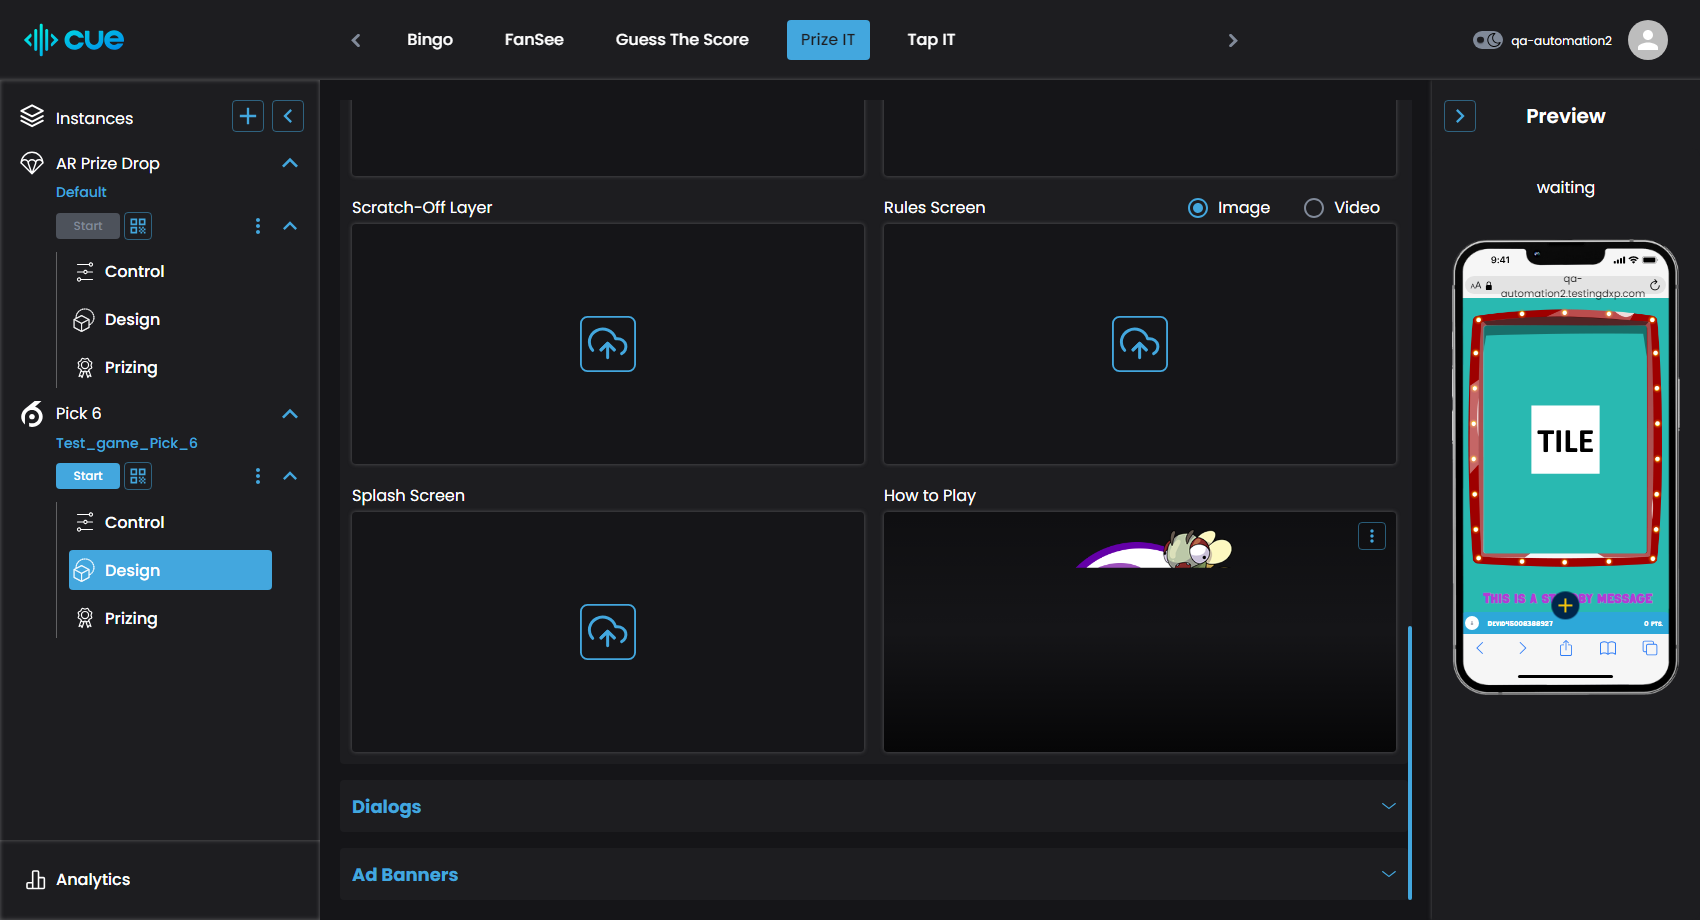 cue
Bingo
FanSee
Guess The Score
Prize IT
Tap IT
qa-automation2
Instances
AR Prize Drop
Default
Start
Control
Design
Prizing
Pick 6
Test_game_Pick_6
Start
Control
Design
Prizing
Analytics
Scratch-Off Layer
Rules Screen
Image
Video
Splash Screen
How to Play
Dialogs
Ad Banners
Preview
waiting
9:41
AA
qa-
automation2.testingdxp.com
TILE
THIS IS A ST BY MESSAGE
0 PTS.